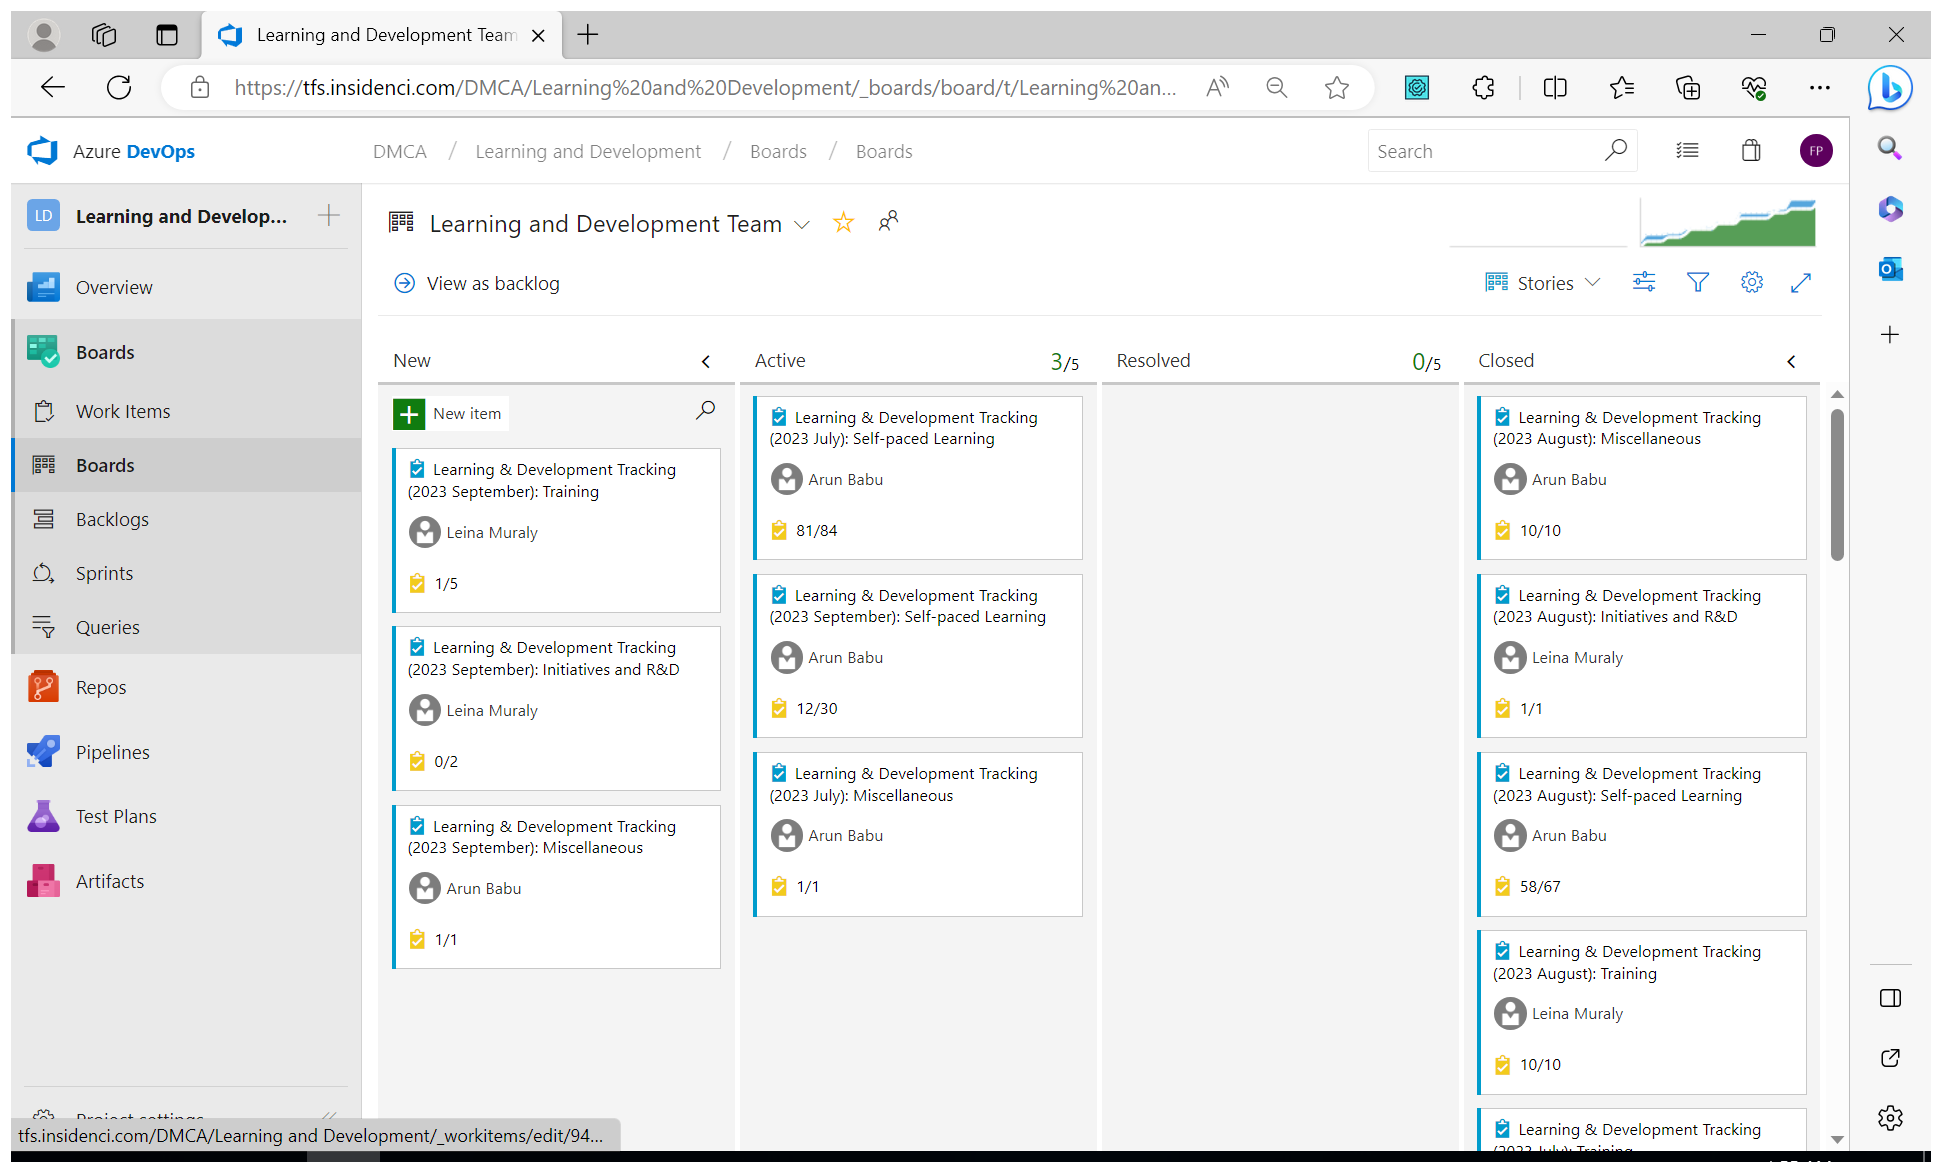 Learning and Development Team
https://tfs.insidenci.com/DMCA/Learning%20and%20Development/_boards/board/t/Learning%20an...
Azure DevOps
DMCA / Learning and Development / Boards / Boards
Search
FP
LD
Learning and Develop...
Learning and Development Team
Overview
View as backlog
Stories
Boards
Work Items
Boards
Backlogs
Sprints
Queries
Repos
Pipelines
Test Plans
Artifacts
Project settings
New
New item
Learning & Development Tracking
(2023 September): Training
Leina Muraly
1/5
Learning & Development Tracking
(2023 September): Initiatives and R&D
Leina Muraly
0/2
Learning & Development Tracking
(2023 September): Miscellaneous
Arun Babu
1/1
Active
3/5
Learning & Development Tracking
(2023 July): Self-paced Learning
Arun Babu
81/84
Learning & Development Tracking
(2023 September): Self-paced Learning
Arun Babu
12/30
Learning & Development Tracking
(2023 July): Miscellaneous
Arun Babu
1/1
Resolved
0/5
Closed
Learning & Development Tracking
(2023 August): Miscellaneous
Arun Babu
10/10
Learning & Development Tracking
(2023 August): Initiatives and R&D
Leina Muraly
1/1
Learning & Development Tracking
(2023 August): Self-paced Learning
Arun Babu
58/67
Learning & Development Tracking
(2023 August): Training
Leina Muraly
10/10
Learning & Development Tracking
(2023 July): Training
tfs.insidenci.com/DMCA/Learning and Development/_workitems/edit/94...